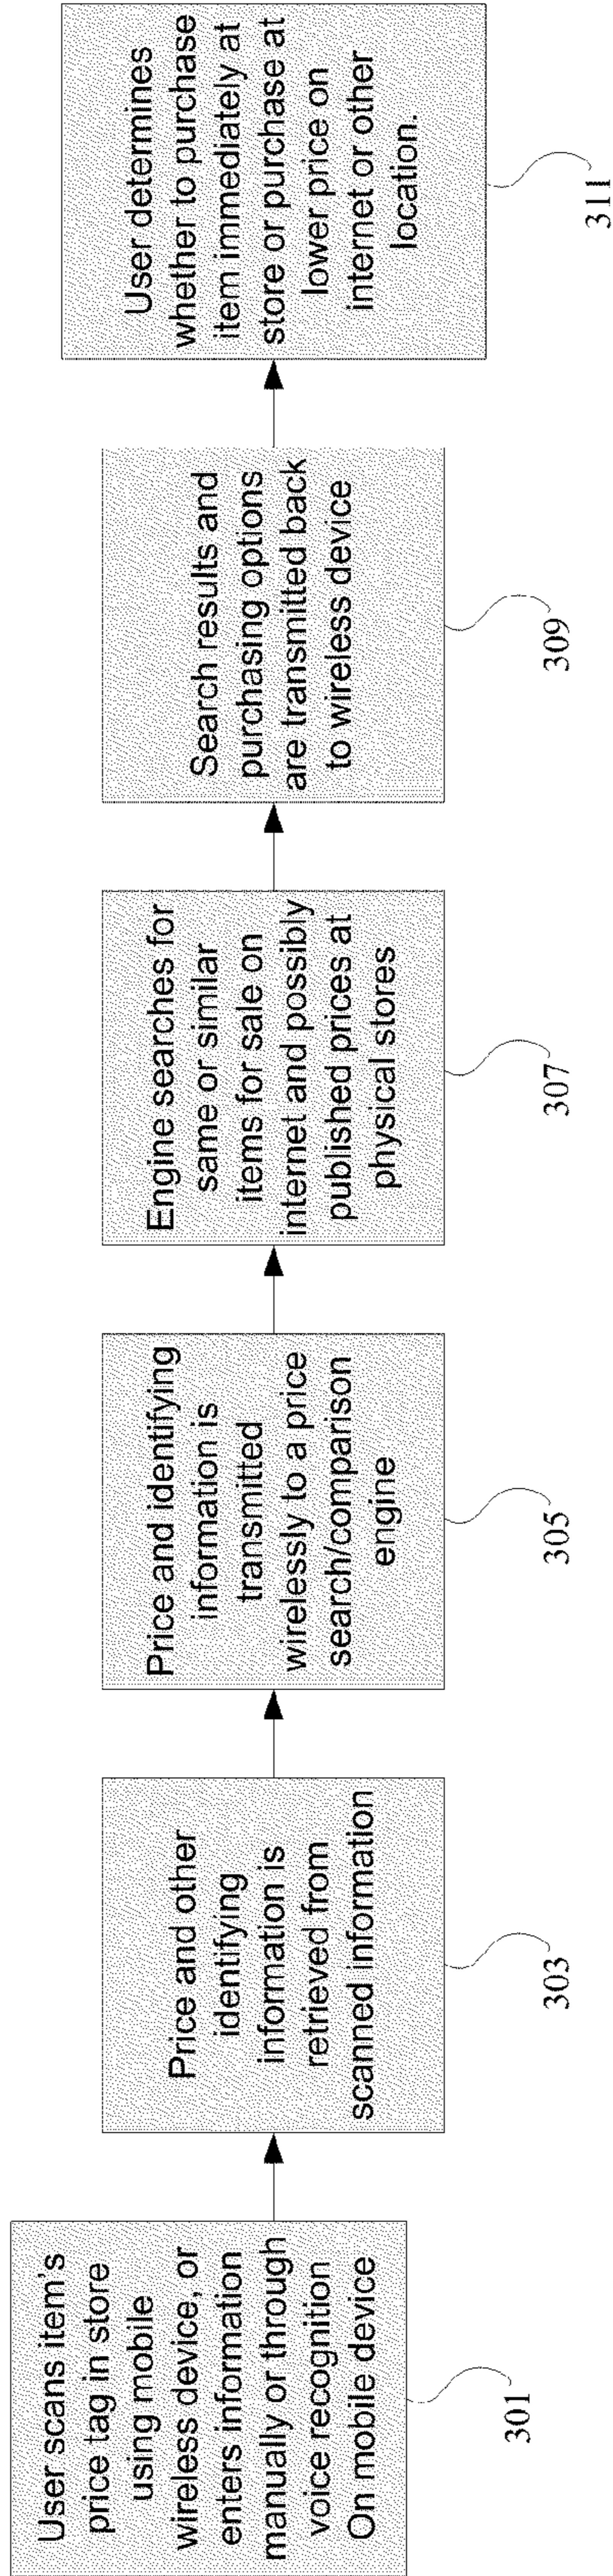 User scans item's
price tag in store
using mobile
wireless device, or
enters information
manually or through
voice recognition
On mobile device
301
Price and other
identifying
information is
retrieved from
scanned information
303
Price and identifying
information is
transmitted
wirelessly to a price
search/comparison
engine
305
Engine searches for
same or similar
items for sale on
internet and possibly
published prices at
physical stores
307
Search results and
purchasing options
are transmitted back
to wireless device
309
User determines
whether to purchase
item immediately at
store or purchase at
lower price on
internet or other
location.
311